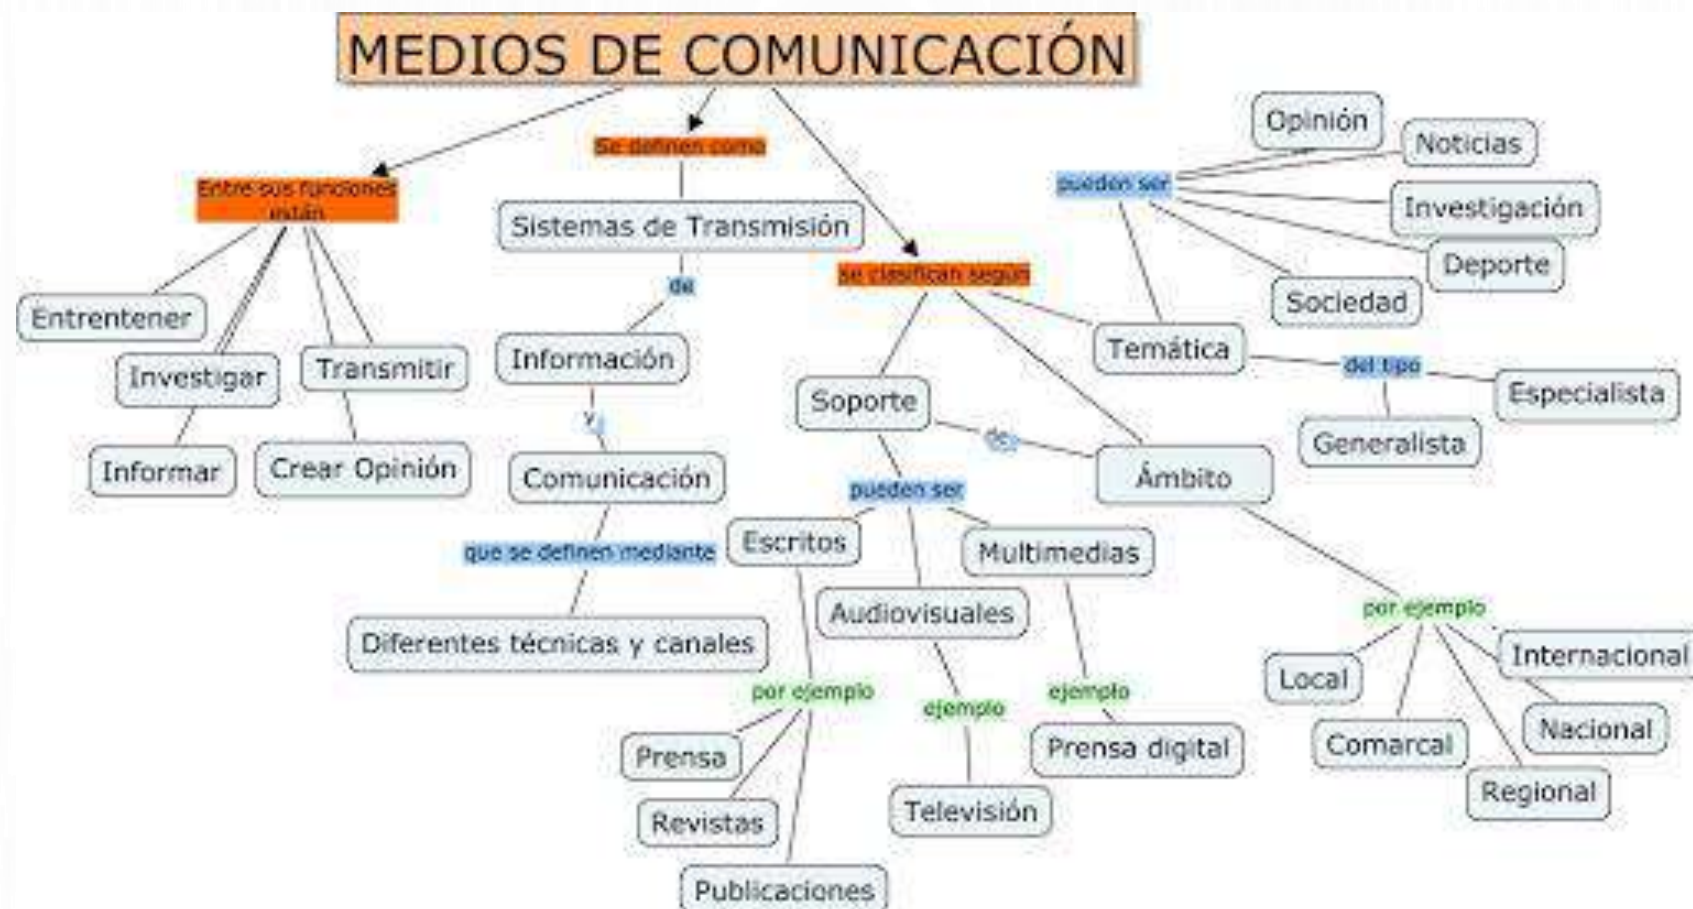 MEDIOS DE COMUNICACIÓN
Entre sus funciones
están
Entrentener
Investigar
Transmitir
Informar
Crear Opinión
Se definen como
Sistemas de Transmisión
de
Información
y
Comunicación
que se definen mediante
Diferentes técnicas y canales
se clasifican según
Soporte
pueden ser
Escritos
por ejemplo
Prensa
Revistas
Publicaciones
Audiovisuales
ejemplo
Televisión
Multimedias
ejemplo
Prensa digital
de
Ámbito
por ejemplo
Local
Comarcal
Regional
Nacional
Internacional
Temática
pueden ser
Opinión
Noticias
Investigación
Deporte
Sociedad
del tipo
Generalista
Especialista